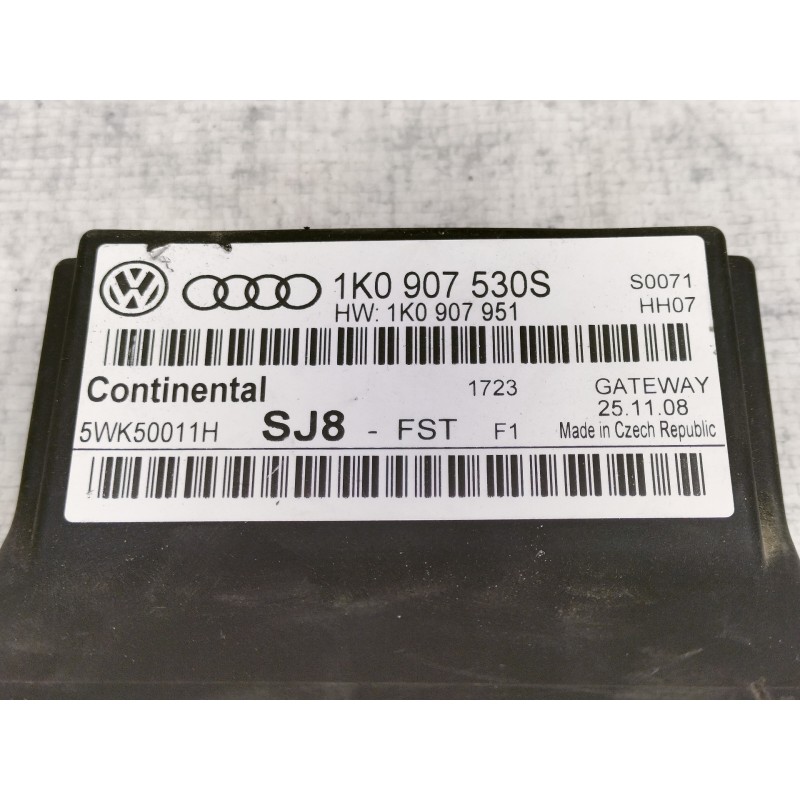 1K0 907 530S S0071
HW: 1K0 907 951 HH07
Continental 1723 GATEWAY
25.11.08
5WK50011H SJ8 - FST F1 Made in Czech Republic